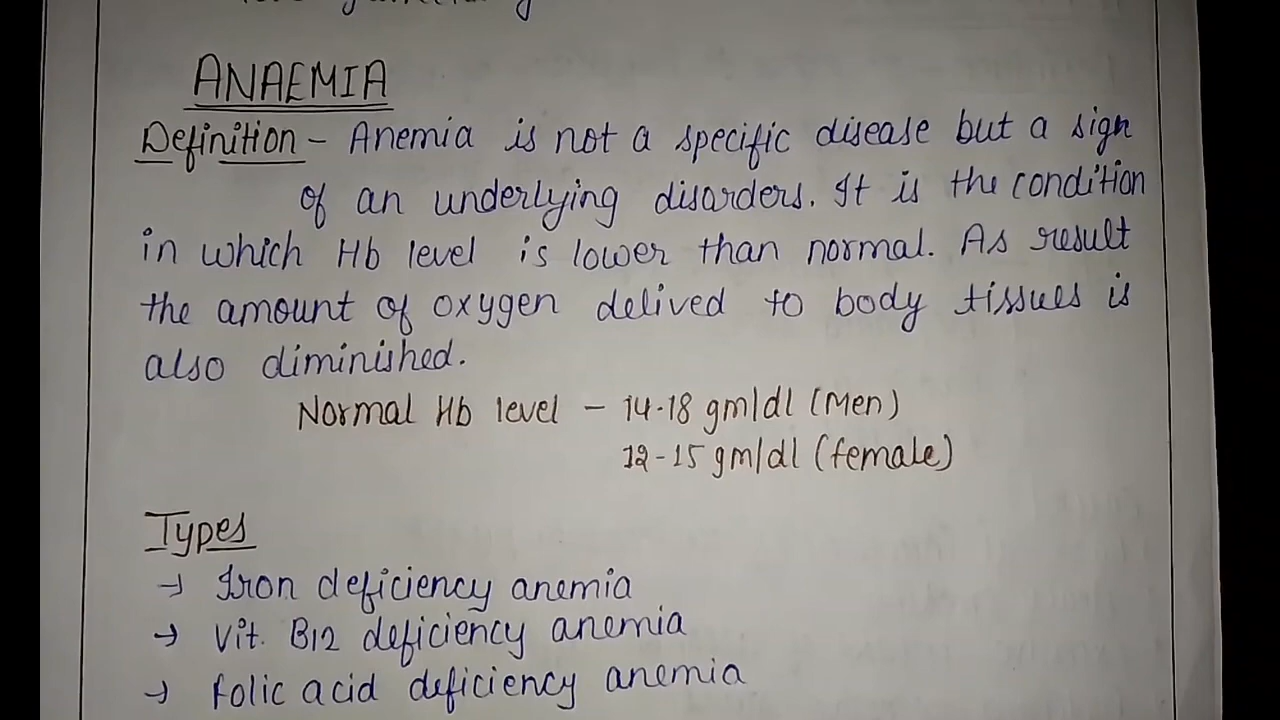 ANAEMIA
Definition - Anemia is not a specific disease but a sign
of an underlying disarders. It is the condition
in which Hb level is lower than normal. As result
the amount of oxygen delived to body tissues is
also diminished.
Normal Hb level - 14-18 gm/dl (Men)
12-15 gm/dl (female)
Types
→ Iron deficiency anemia
→ Vit. B12 deficiency anemia
→ folic acid deficiency anemia